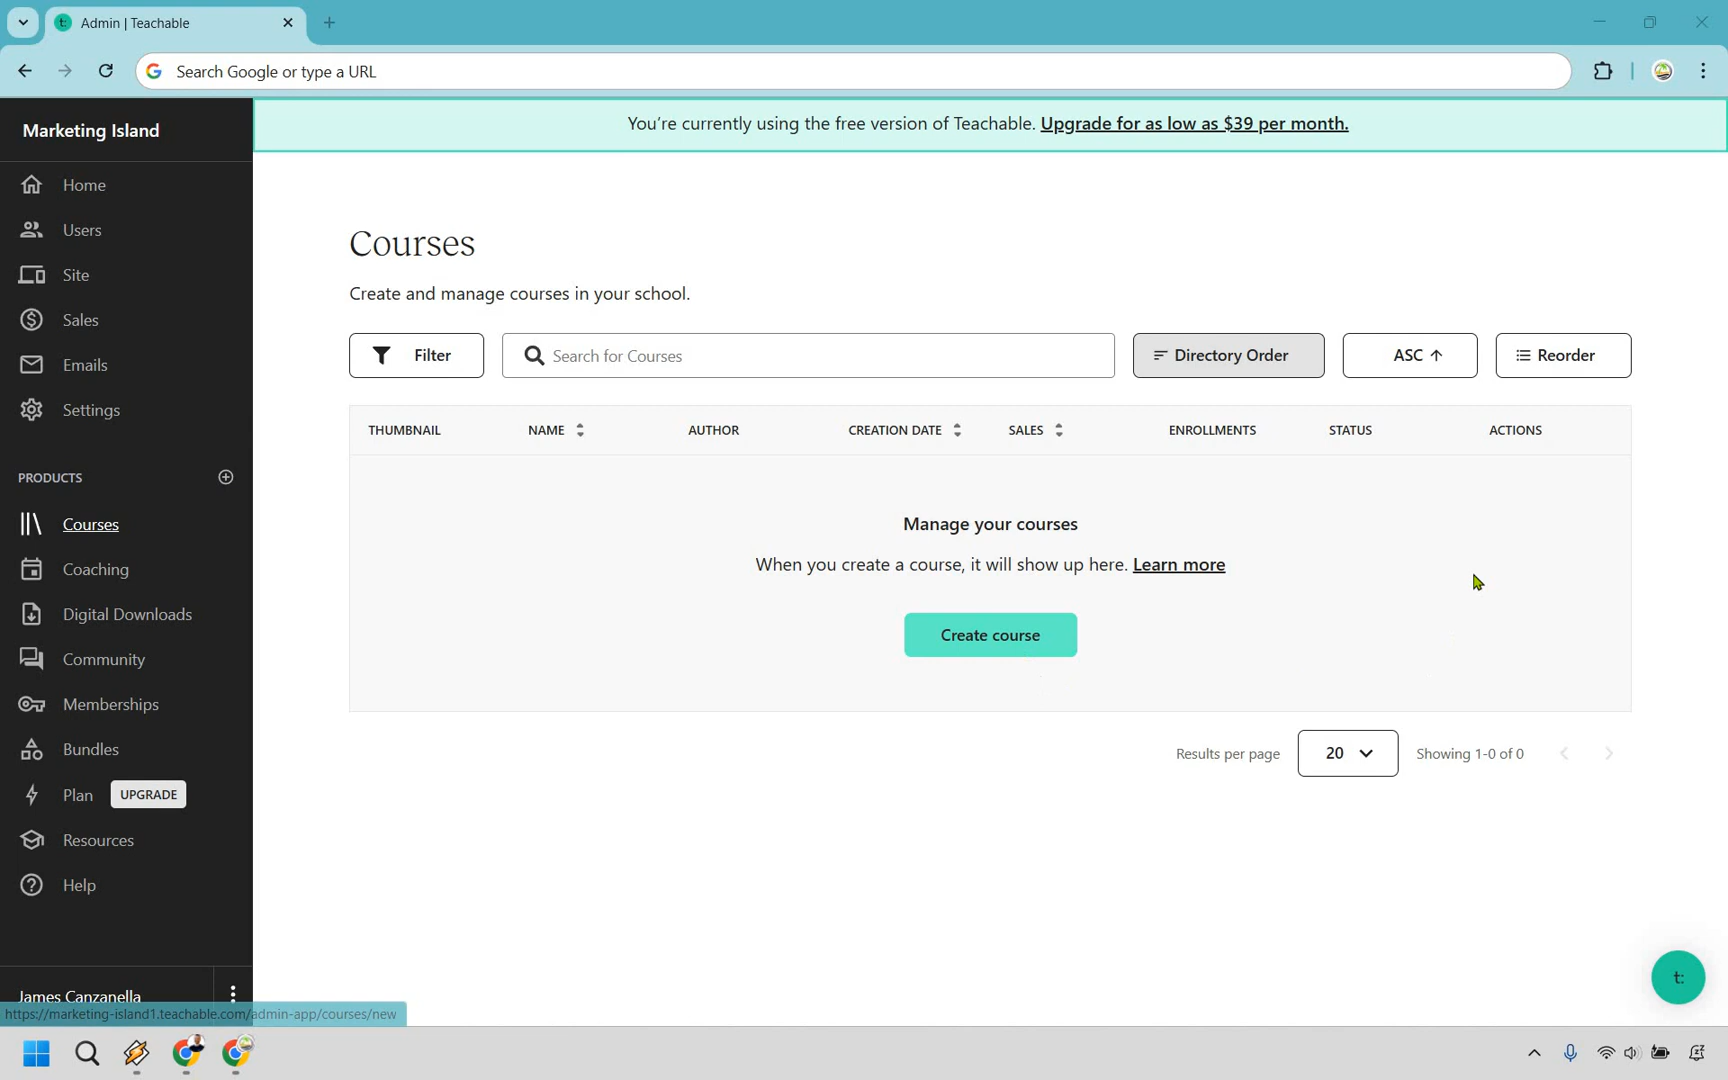 Admin | Teachable
Search Google or type a URL
Marketing Island
You're currently using the free version of Teachable. Upgrade for as low as $39 per month.
Home
Users
Site
Sales
Emails
Settings
PRODUCTS
Courses
Coaching
Digital Downloads
Community
Memberships
Bundles
Plan UPGRADE
Resources
Help
James Canzanella
https://marketing-island1.teachable.com/admin-app/courses/new
Courses
Create and manage courses in your school.
Filter
Search for Courses
Directory Order
ASC ↑
Reorder
THUMBNAIL NAME AUTHOR CREATION DATE SALES ENROLLMENTS STATUS ACTIONS
Manage your courses
When you create a course, it will show up here. Learn more
Create course
Results per page 20 Showing 1-0 of 0
t: